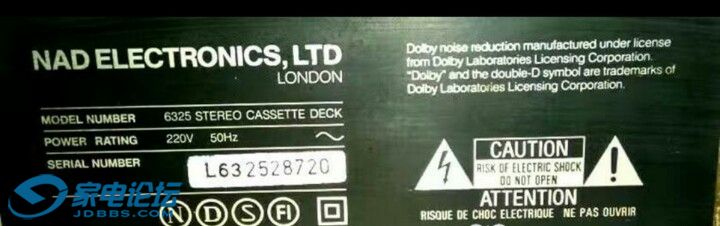 NAD ELECTRONICS, LTD
LONDON
MODEL NUMBER 6325 STEREO CASSETTE DECK
POWER RATING 220V 50Hz
SERIAL NUMBER L632528720
N D S FI
Dolby noise reduction manufactured under license
from Dolby Laboratories Licensing Corporation.
"Dolby" and the double-D symbol are trademarks of
Dolby Laboratories Licensing Corporation.
CAUTION
RISK OF ELECTRIC SHOCK
DO NOT OPEN
ATTENTION
RISQUE DE CHOC ELECTRIQUE NE PAS OUVRIR
家电论坛
JDBBS.COM